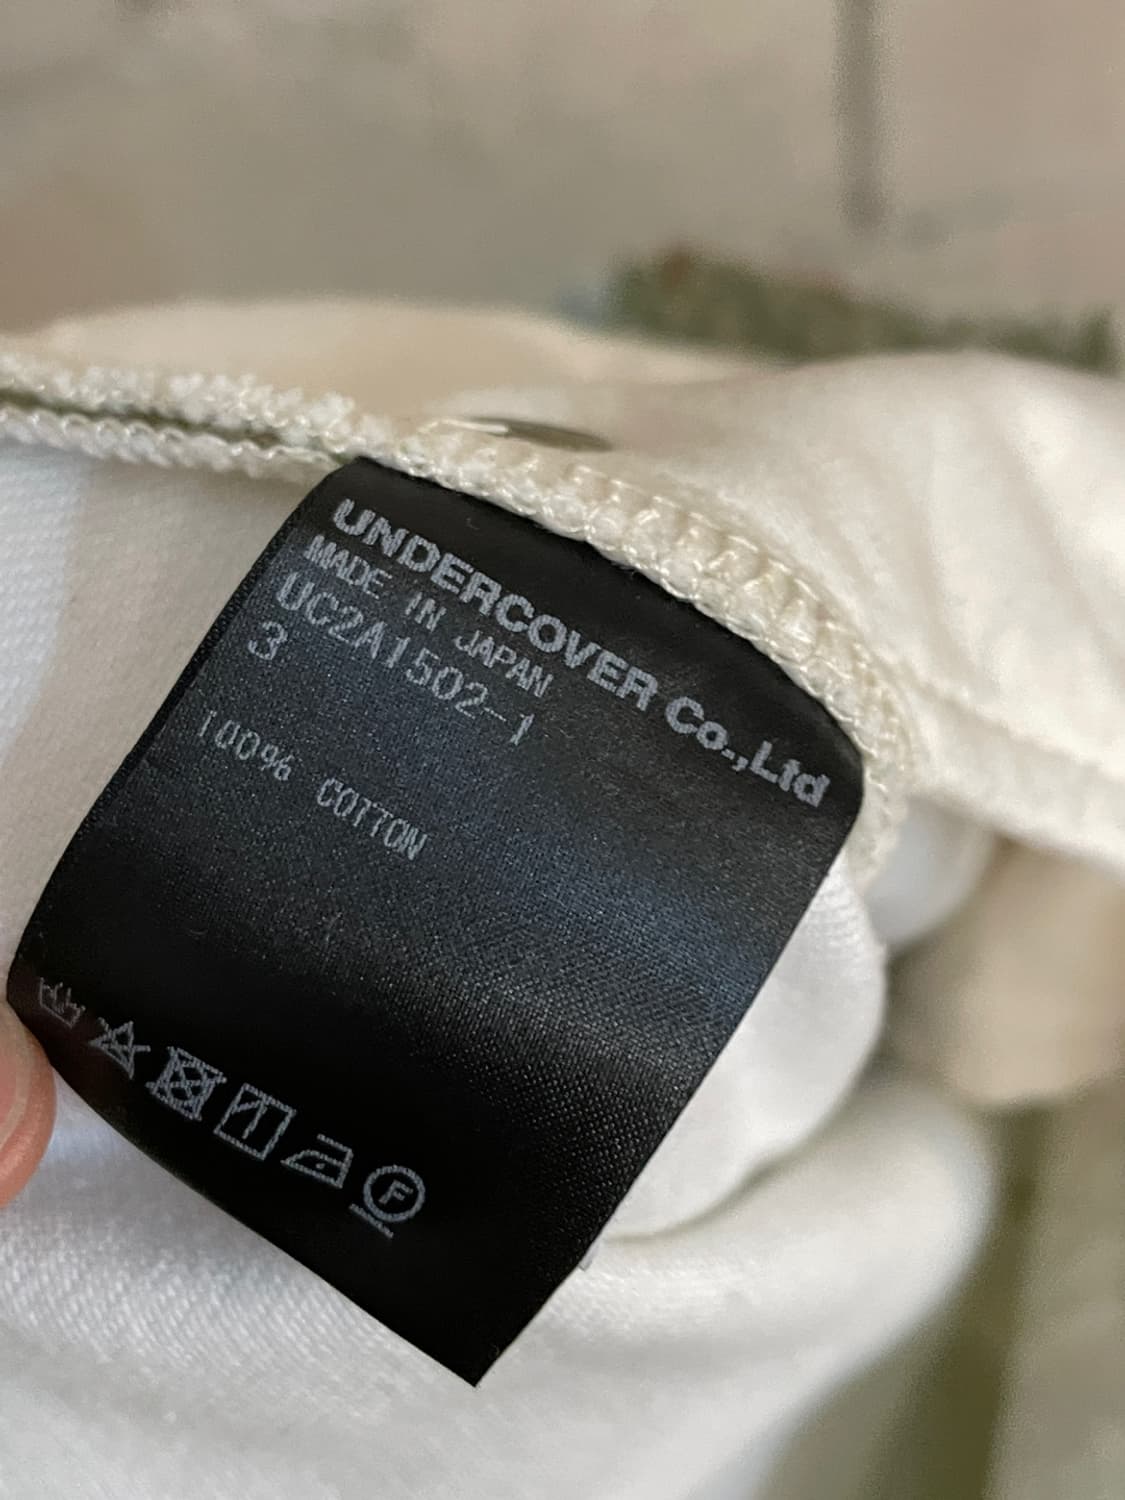 UNDERCOVER Co.,Ltd
MADE IN JAPAN
UC2A1502-1
3
100% COTTON
F